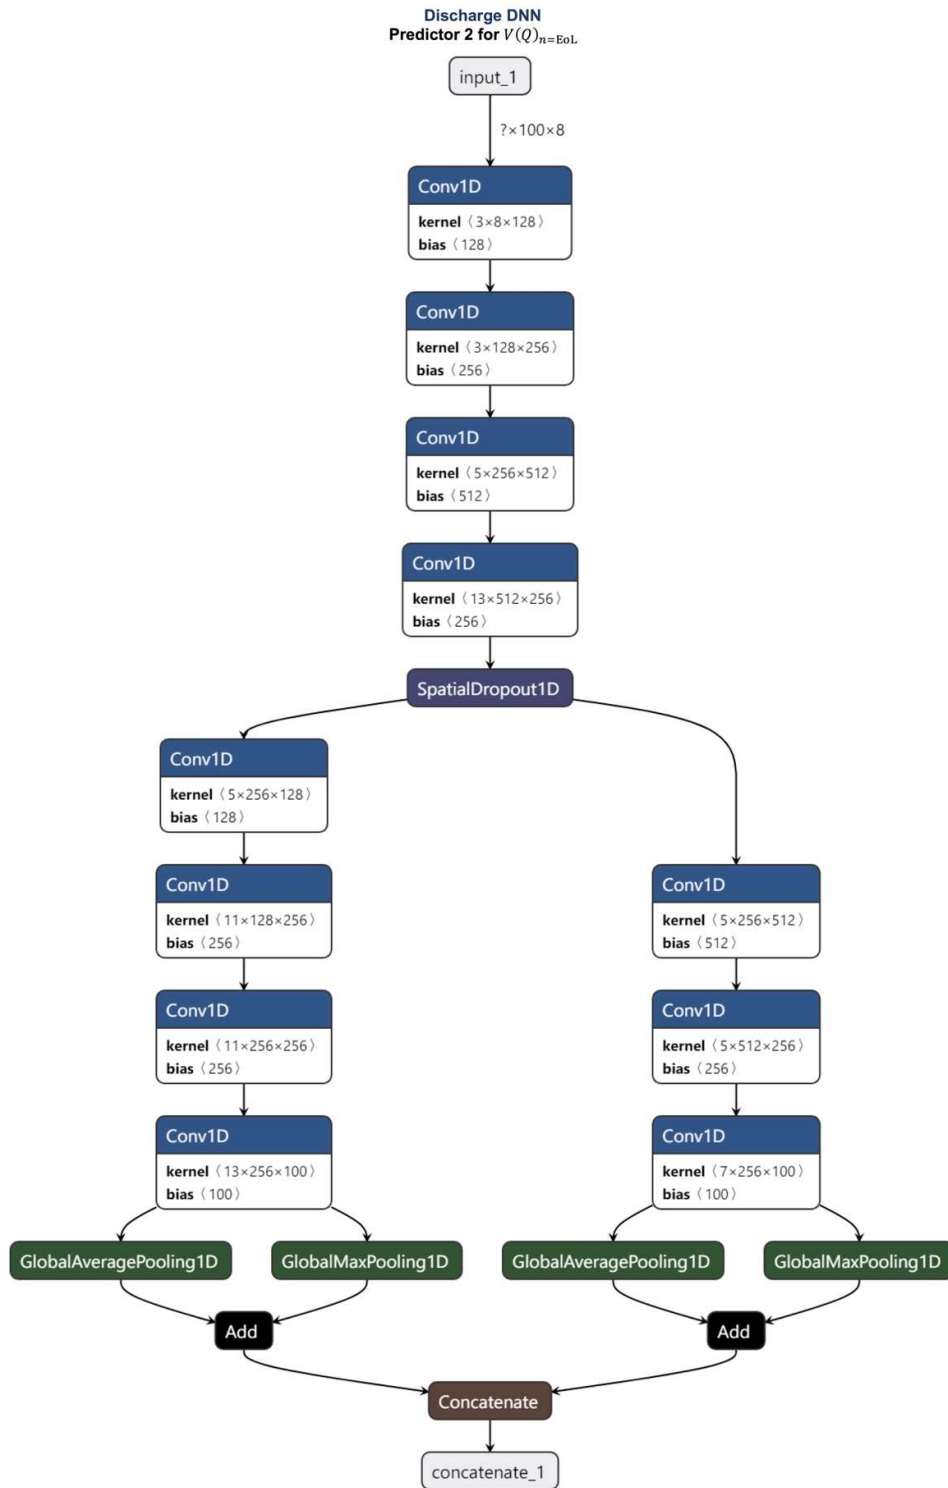 Discharge DNN
Predictor 2 for V(Q)n=EoL
input_1
?×100×8
Conv1D
kernel ⟨3×8×128⟩
bias ⟨128⟩
Conv1D
kernel ⟨3×128×256⟩
bias ⟨256⟩
Conv1D
kernel ⟨5×256×512⟩
bias ⟨512⟩
Conv1D
kernel ⟨13×512×256⟩
bias ⟨256⟩
SpatialDropout1D
Conv1D
kernel ⟨5×256×128⟩
bias ⟨128⟩
Conv1D
kernel ⟨11×128×256⟩
bias ⟨256⟩
Conv1D
kernel ⟨11×256×256⟩
bias ⟨256⟩
Conv1D
kernel ⟨13×256×100⟩
bias ⟨100⟩
GlobalAveragePooling1D
GlobalMaxPooling1D
Add
Conv1D
kernel ⟨5×256×512⟩
bias ⟨512⟩
Conv1D
kernel ⟨5×512×256⟩
bias ⟨256⟩
Conv1D
kernel ⟨7×256×100⟩
bias ⟨100⟩
GlobalAveragePooling1D
GlobalMaxPooling1D
Add
Concatenate
concatenate_1